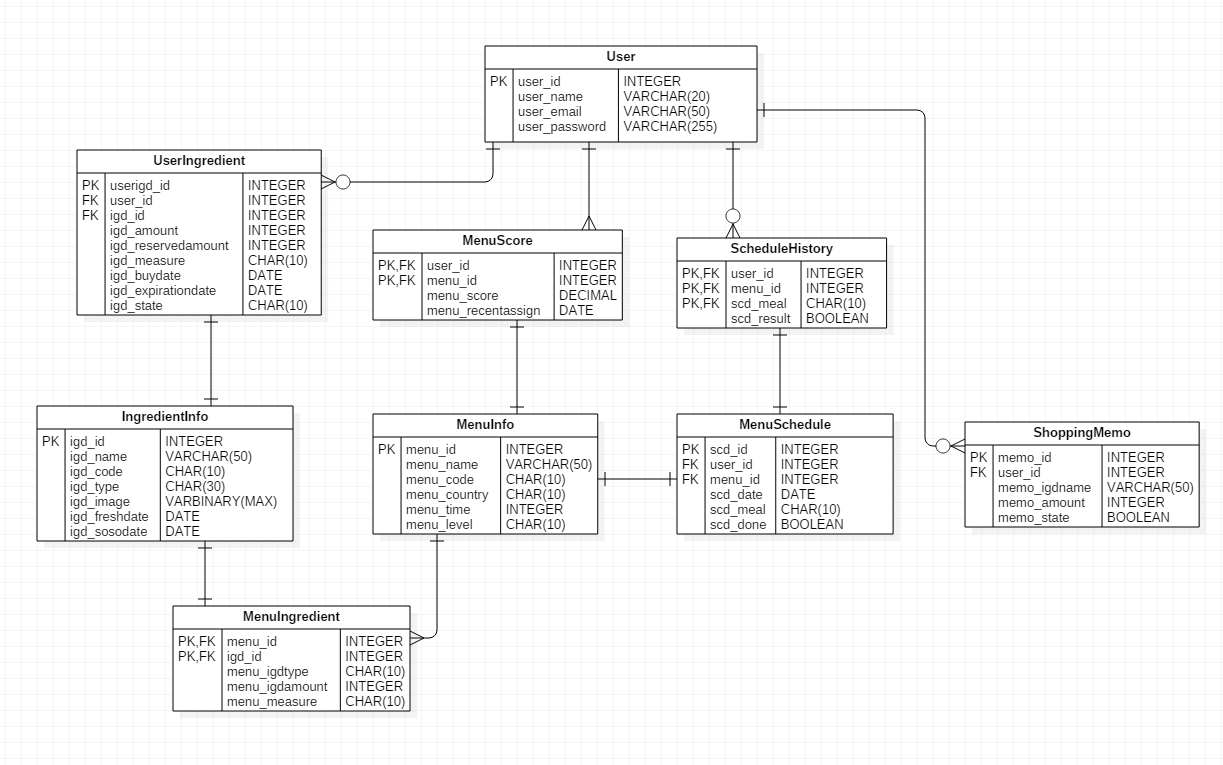 User
PK user_id INTEGER
user_name VARCHAR(20)
user_email VARCHAR(50)
user_password VARCHAR(255)
UserIngredient
PK userigd_id INTEGER
FK user_id INTEGER
FK igd_id INTEGER
igd_amount INTEGER
igd_reservedamount INTEGER
igd_measure CHAR(10)
igd_buydate DATE
igd_expirationdate DATE
igd_state CHAR(10)
MenuScore
PK,FK user_id INTEGER
PK,FK menu_id INTEGER
menu_score DECIMAL
menu_recentassign DATE
ScheduleHistory
PK,FK user_id INTEGER
PK,FK menu_id INTEGER
PK,FK scd_meal CHAR(10)
scd_result BOOLEAN
IngredientInfo
PK igd_id INTEGER
igd_name VARCHAR(50)
igd_code CHAR(10)
igd_type CHAR(30)
igd_image VARBINARY(MAX)
igd_freshdate DATE
igd_sosodate DATE
MenuInfo
PK menu_id INTEGER
menu_name VARCHAR(50)
menu_code CHAR(10)
menu_country CHAR(10)
menu_time INTEGER
menu_level CHAR(10)
MenuSchedule
PK scd_id INTEGER
FK user_id INTEGER
FK menu_id INTEGER
scd_date DATE
scd_meal CHAR(10)
scd_done BOOLEAN
ShoppingMemo
PK memo_id INTEGER
FK user_id INTEGER
memo_igdname VARCHAR(50)
memo_amount INTEGER
memo_state BOOLEAN
MenuIngredient
PK,FK menu_id INTEGER
PK,FK igd_id INTEGER
menu_igdtype CHAR(10)
menu_igdamount INTEGER
menu_measure CHAR(10)